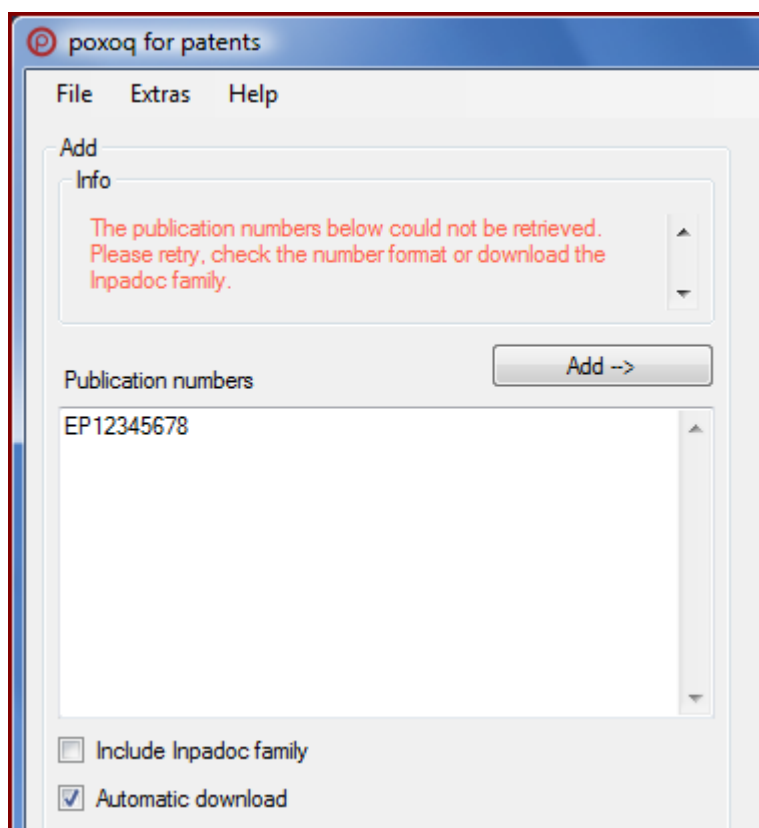 poxoq for patents
File Extras Help
Add
Info
The publication numbers below could not be retrieved.
Please retry, check the number format or download the
Inpadoc family.
Add -->
Publication numbers
EP12345678
Include Inpadoc family
Automatic download